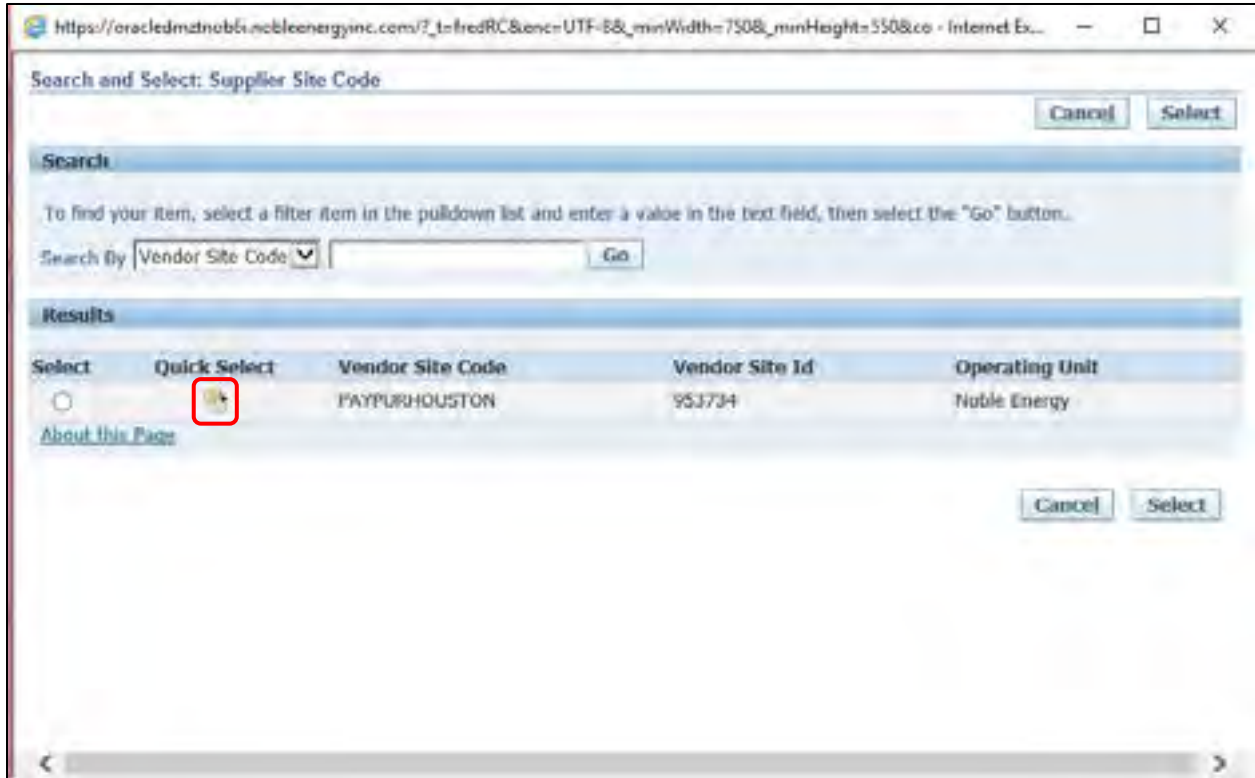 https://oracledmztnobfx.nobleenergyinc.com/?_t=fredRC&enc=UTF-8&_minWidth=750&_minHeight=550&co - Internet Ex...
Search and Select: Supplier Site Code
Cancel Select
Search
To find your item, select a filter item in the pulldown list and enter a value in the text field, then select the "Go" button.
Search By Vendor Site Code Go
Results
Select Quick Select Vendor Site Code Vendor Site Id Operating Unit
PAYPURHOUSTON 953734 Noble Energy
About this Page
Cancel Select